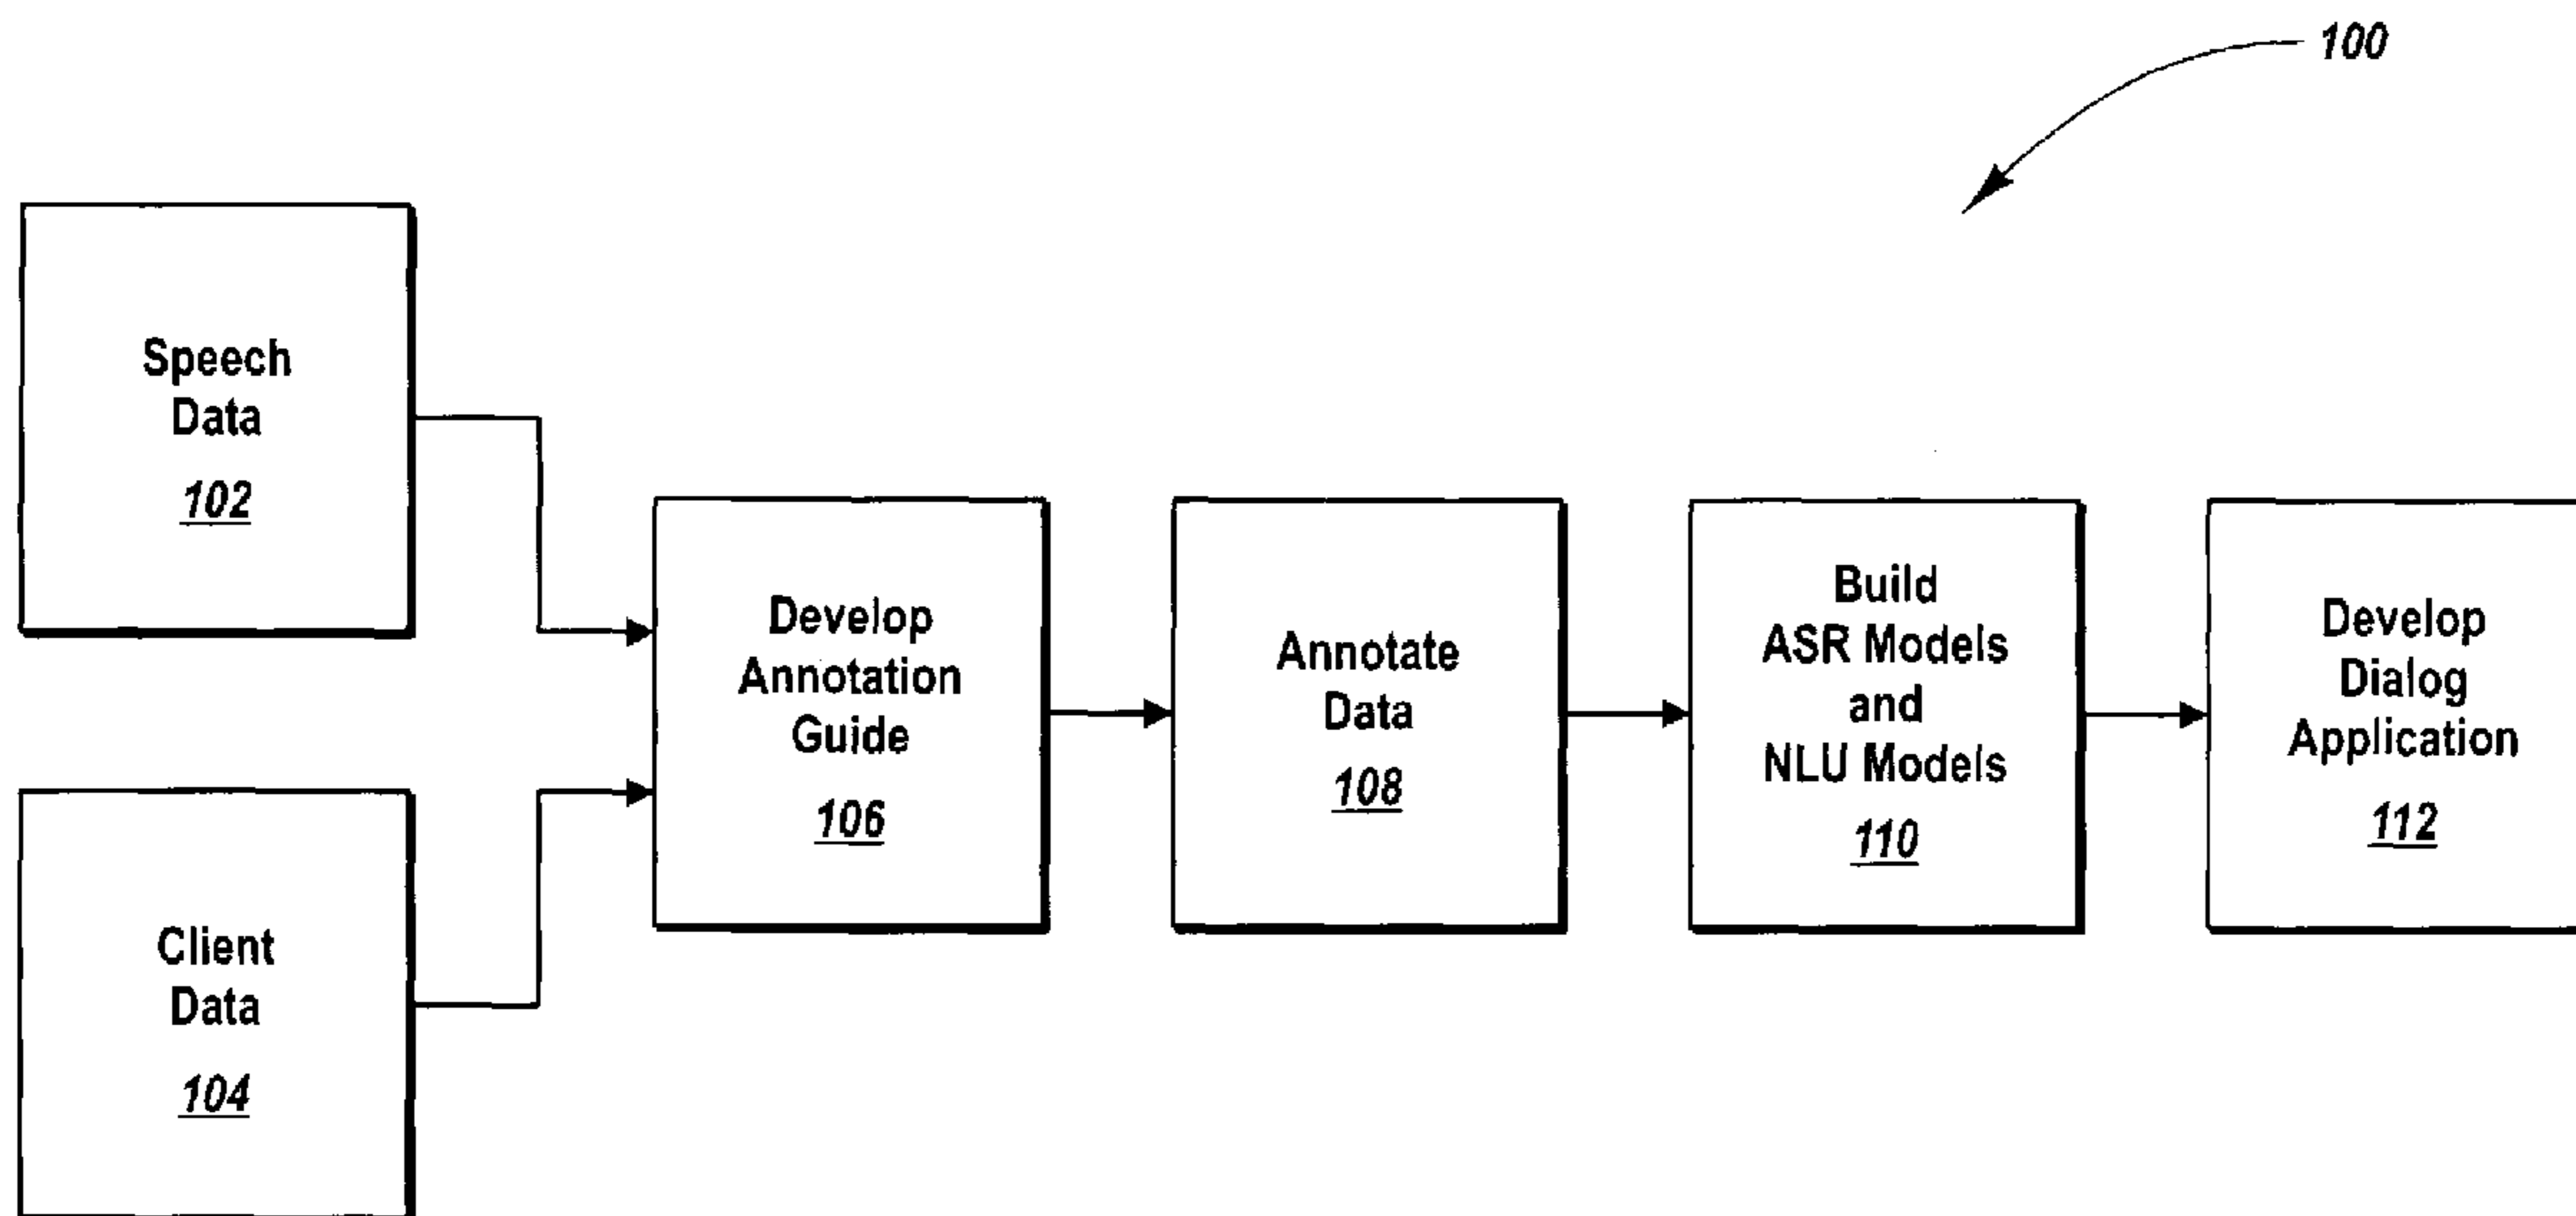 100
Speech
Data
102
Client
Data
104
Develop
Annotation
Guide
106
Annotate
Data
108
Build
ASR Models
and
NLU Models
110
Develop
Dialog
Application
112